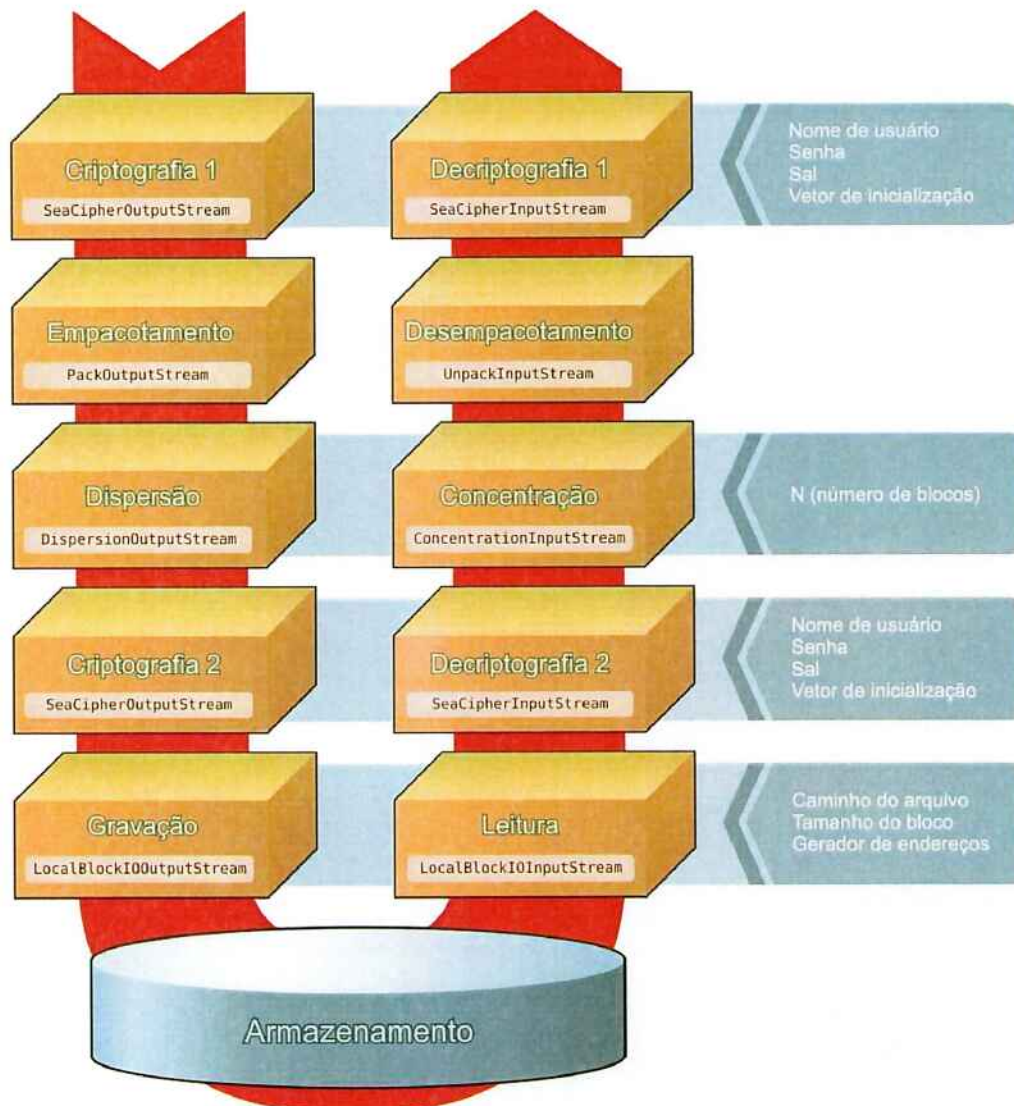 Criptografia 1
SeaCipherOutputStream
Decriptografia 1
SeaCipherInputStream
Nome de usuário
Senha
Sal
Vetor de inicialização
Empacotamento
PackOutputStream
Desempacotamento
UnpackInputStream
Dispersão
DispersionOutputStream
Concentração
ConcentrationInputStream
N (número de blocos)
Criptografia 2
SeaCipherOutputStream
Decriptografia 2
SeaCipherInputStream
Nome de usuário
Senha
Sal
Vetor de inicialização
Gravação
LocalBlockIOOutputStream
Leitura
LocalBlockIOInputStream
Caminho do arquivo
Tamanho do bloco
Gerador de endereços
Armazenamento